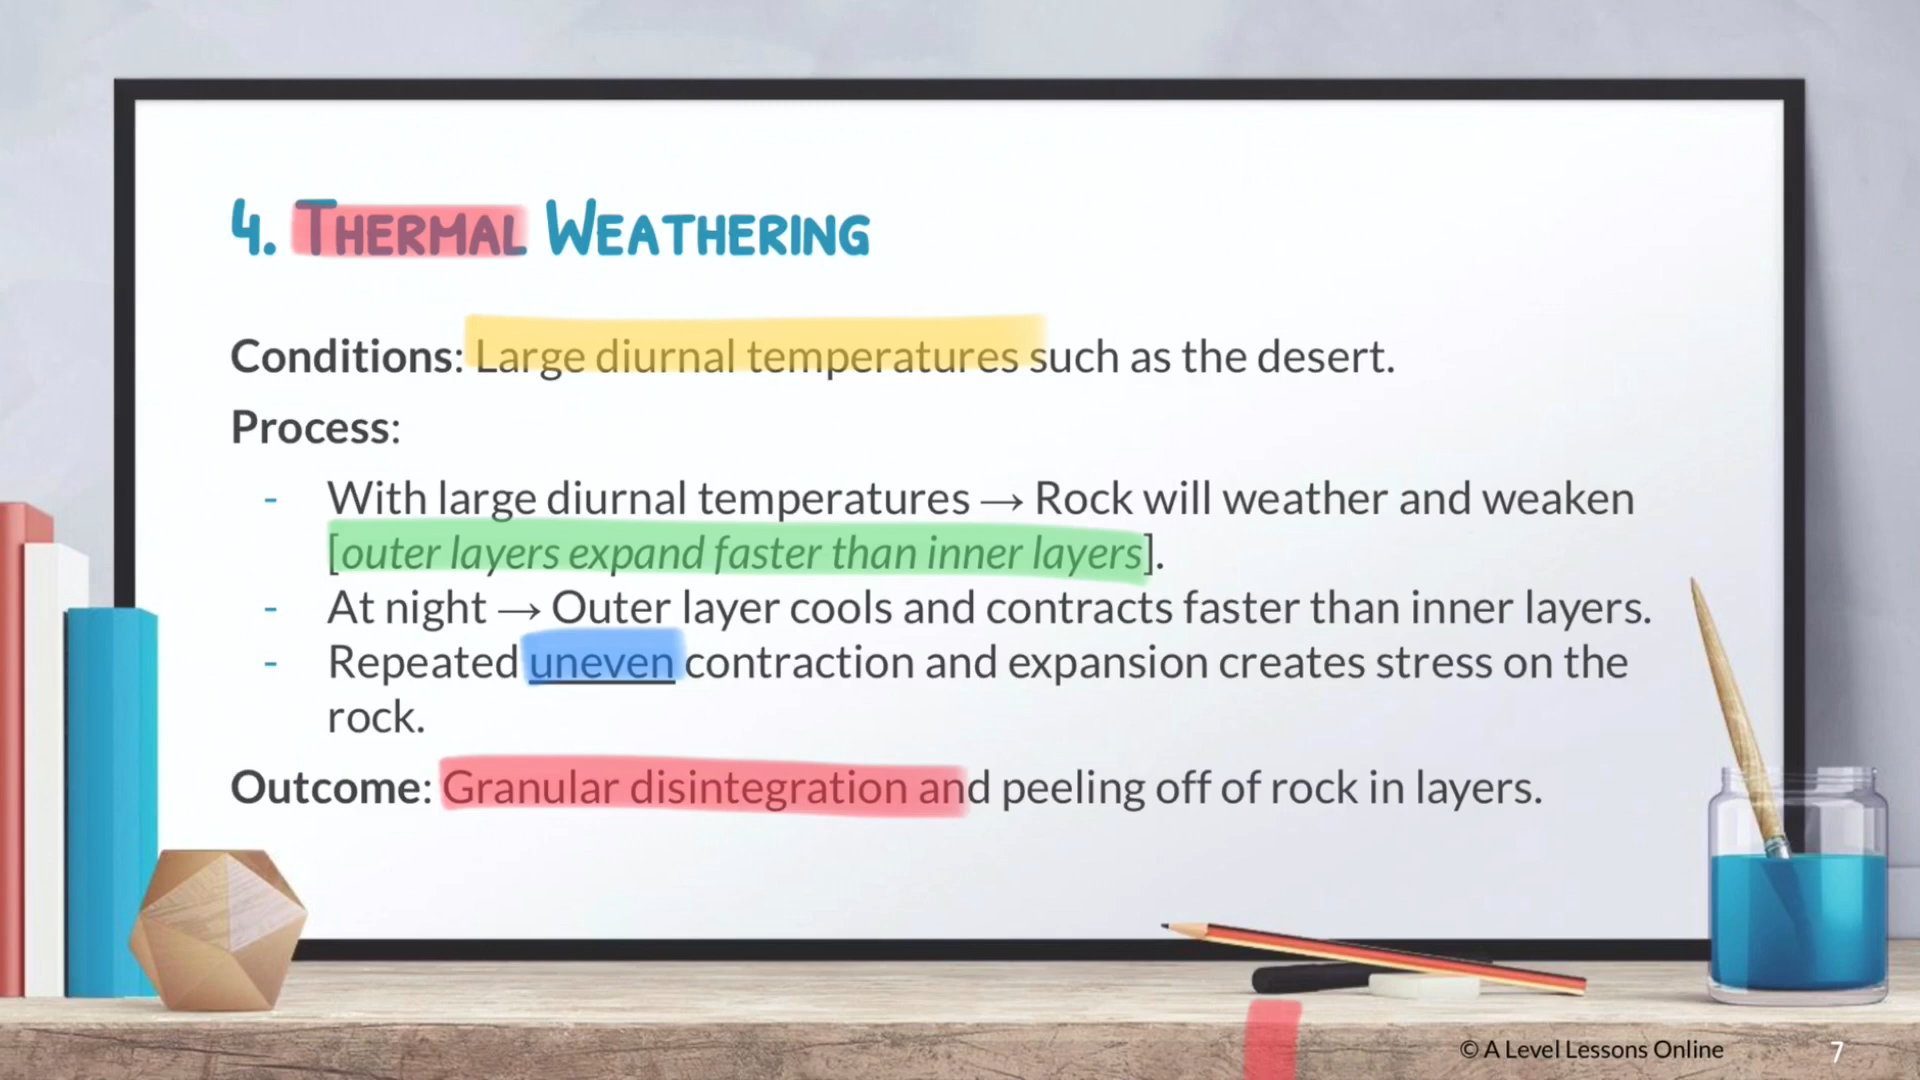 4. Thermal Weathering
Conditions: Large diurnal temperatures such as the desert.
Process:
- With large diurnal temperatures → Rock will weather and weaken
[outer layers expand faster than inner layers].
- At night → Outer layer cools and contracts faster than inner layers.
- Repeated uneven contraction and expansion creates stress on the
rock.
Outcome: Granular disintegration and peeling off of rock in layers.
© A Level Lessons Online
7